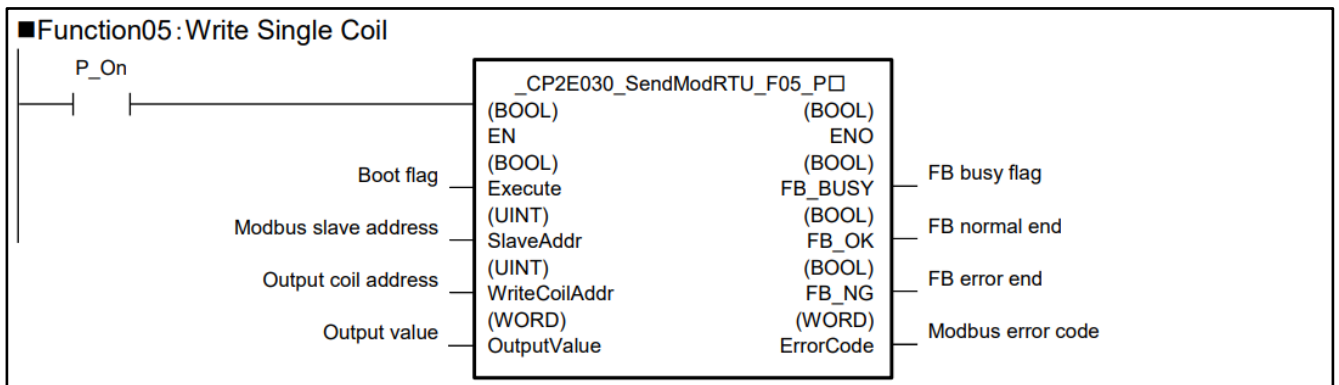 ■Function05:Write Single Coil
P_On
_CP2E030_SendModRTU_F05_P□
(BOOL) (BOOL)
EN ENO
(BOOL) (BOOL)
Boot flag Execute FB_BUSY FB busy flag
(UINT) (BOOL)
Modbus slave address SlaveAddr FB_OK FB normal end
(UINT) (BOOL)
Output coil address WriteCoilAddr FB_NG FB error end
(WORD) (WORD)
Output value OutputValue ErrorCode Modbus error code